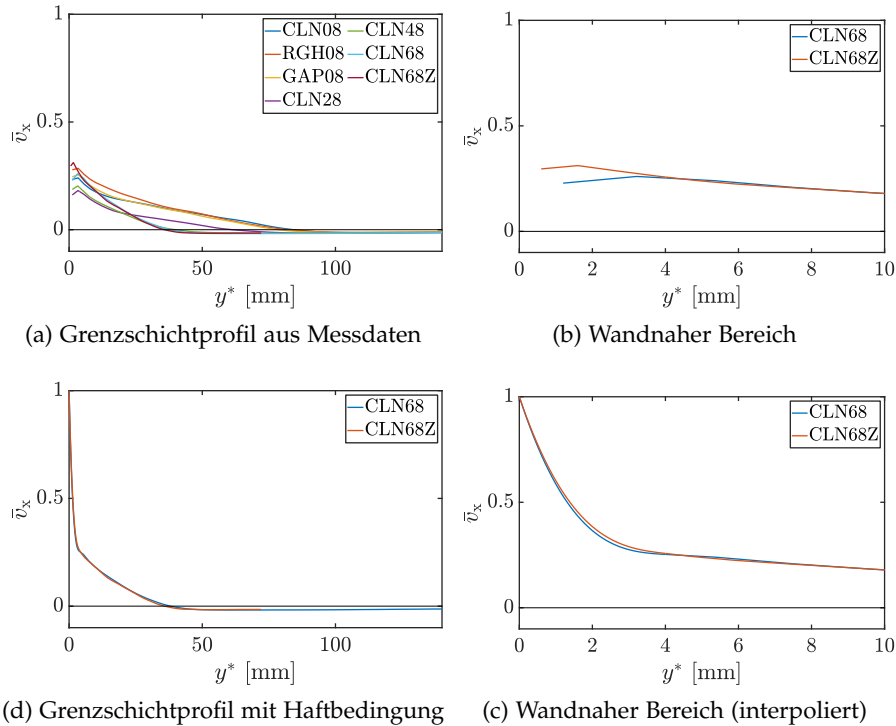 1
0.5
0
0 50 100
v̄ₓ
y* [mm]
CLN08 CLN48
RGH08 CLN68
GAP08 CLN68Z
CLN28
(a) Grenzschichtprofil aus Messdaten
1
0.5
0
0 2 4 6 8 10
v̄ₓ
y* [mm]
CLN68
CLN68Z
(b) Wandnaher Bereich
1
0.5
0
0 50 100
v̄ₓ
y* [mm]
CLN68
CLN68Z
(d) Grenzschichtprofil mit Haftbedingung
1
0.5
0
0 2 4 6 8 10
v̄ₓ
y* [mm]
CLN68
CLN68Z
(c) Wandnaher Bereich (interpoliert)